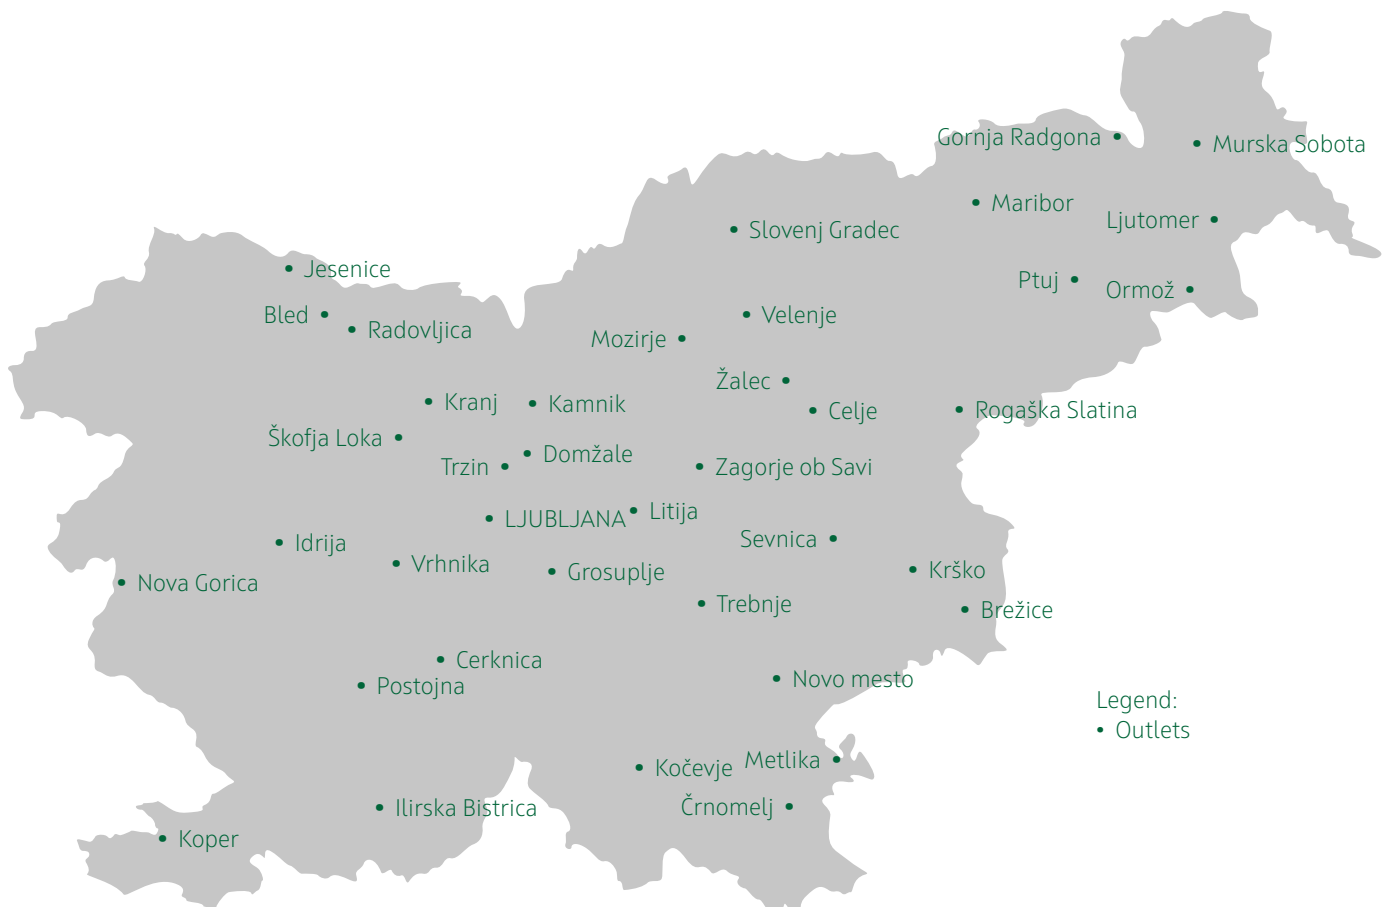 Gornja Radgona
Murska Sobota
Maribor
Ljutomer
Slovenj Gradec
Jesenice
Ptuj
Ormož
Bled
Radovljica
Velenje
Mozirje
Žalec
Kranj
Kamnik
Celje
Rogaška Slatina
Škofja Loka
Domžale
Trzin
Zagorje ob Savi
LJUBLJANA
Litija
Idrija
Sevnica
Vrhnika
Grosuplje
Krško
Nova Gorica
Trebnje
Brežice
Cerknica
Postojna
Novo mesto
Legend:
• Outlets
Kočevje
Metlika
Ilirska Bistrica
Črnomelj
Koper